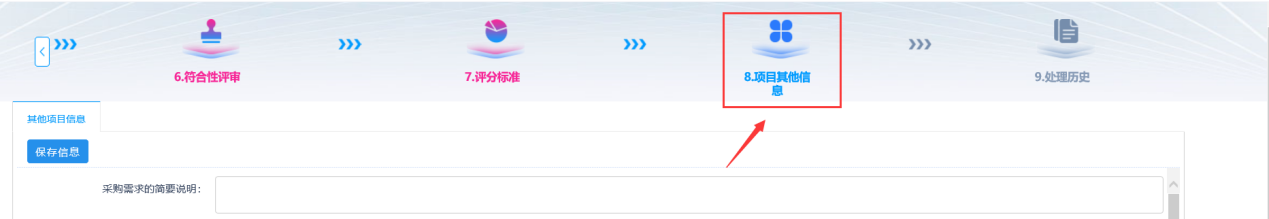 6.符合性评审
7.评分标准
8.项目其他信
息
9.处理历史
其他项目信息
保存信息
采购需求的简要说明：